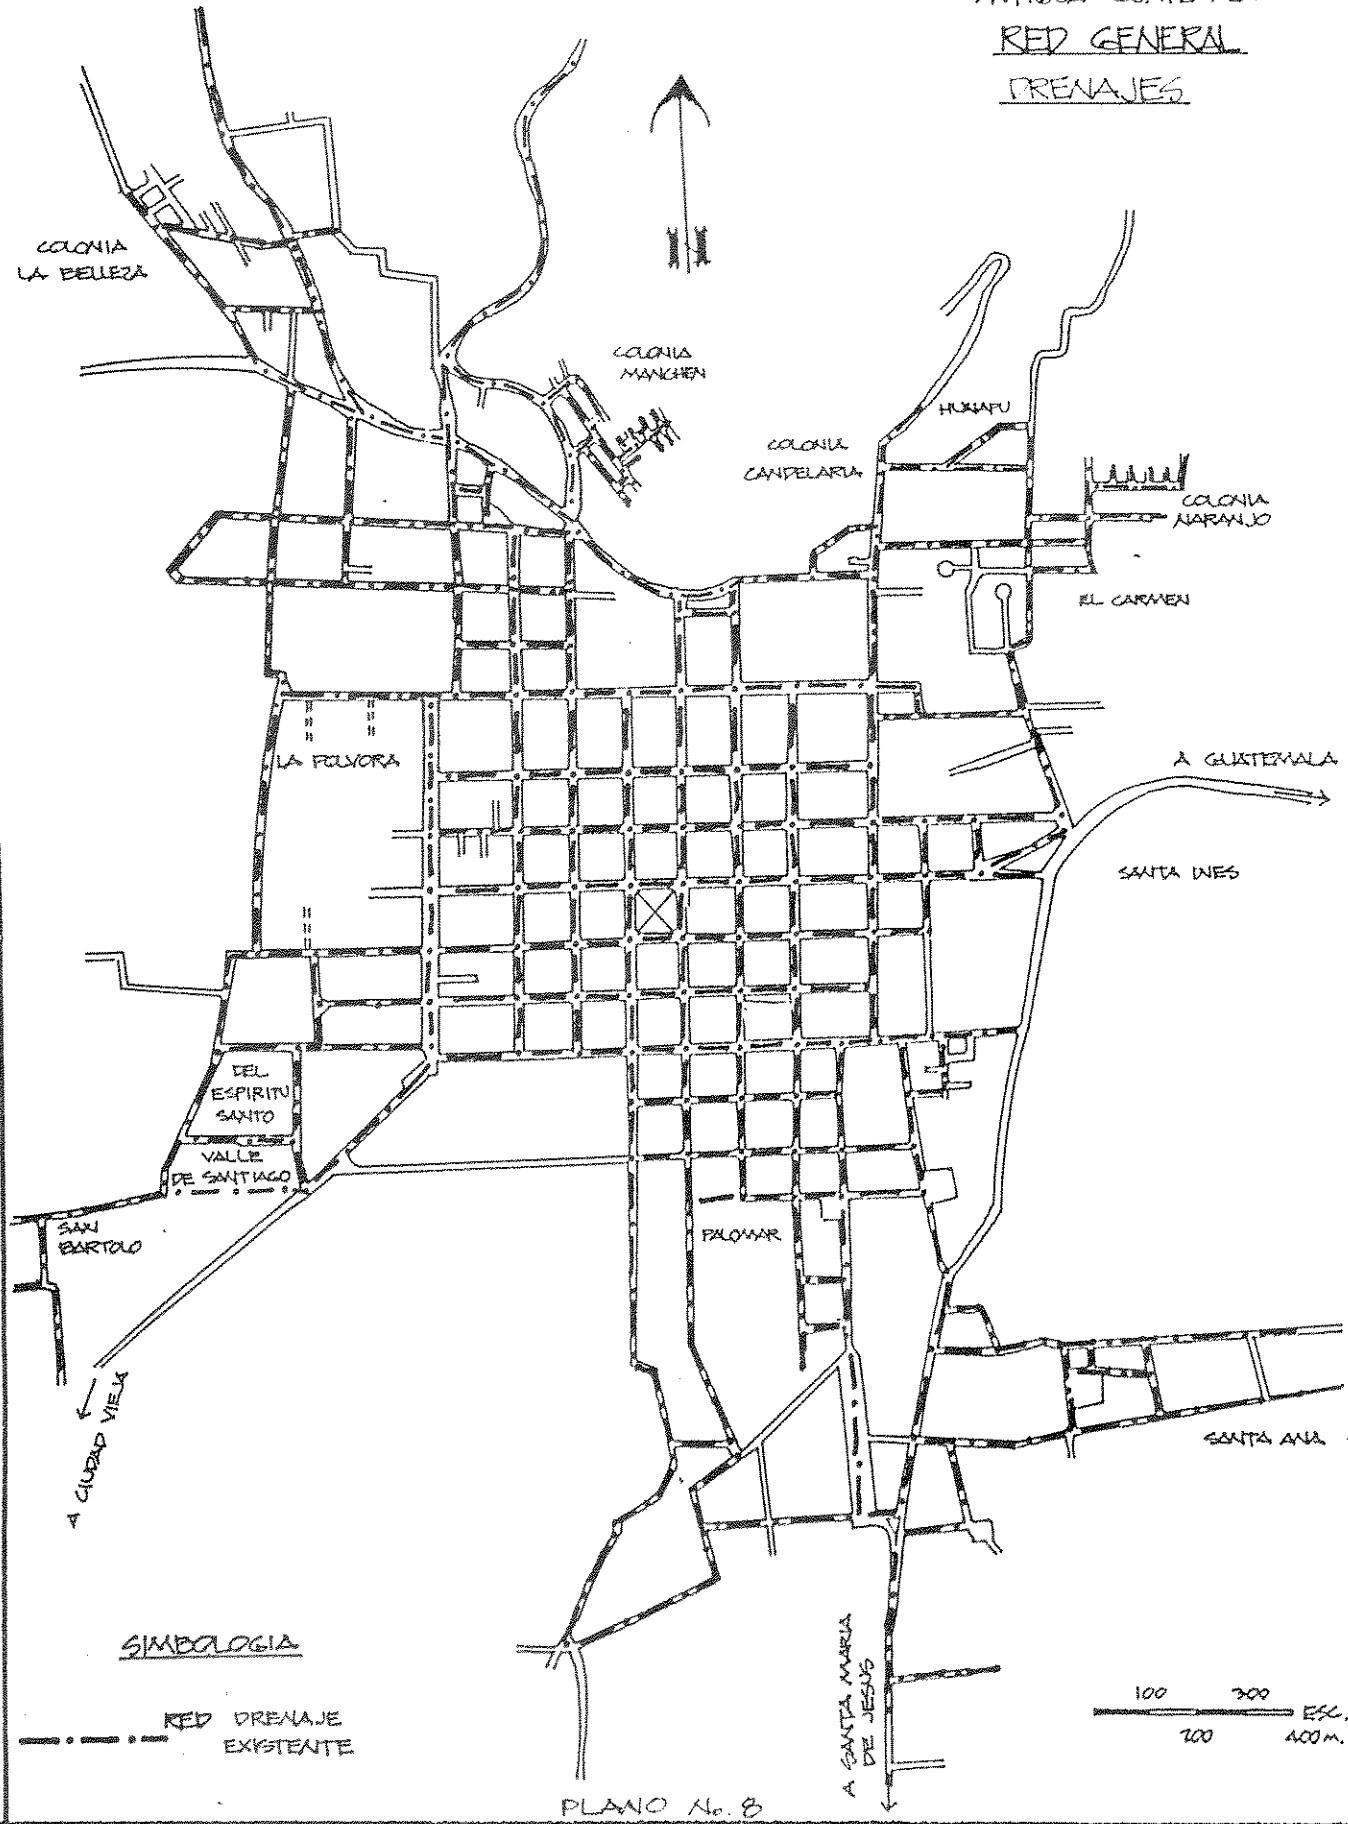 RED GENERAL
DRENAJES
COLONIA
LA BELLEZA
COLONIA
MANCHEN
HUNAPU
COLONIA
CANDELARIA
COLONIA
NARANJO
EL CARMEN
LA POLVORA
A GUATEMALA
SANTA INES
DEL
ESPIRITU
SANTO
VALLE
DE SANTIAGO
SAN
BARTOLO
PALOMAR
A CIUDAD VIEJA
SANTA ANA
SIMBOLOGIA
RED DRENAJE
EXISTENTE
A SANTA MARIA
DE JESUS
100 300 ESC.
200 400 m.
PLANO No. 8